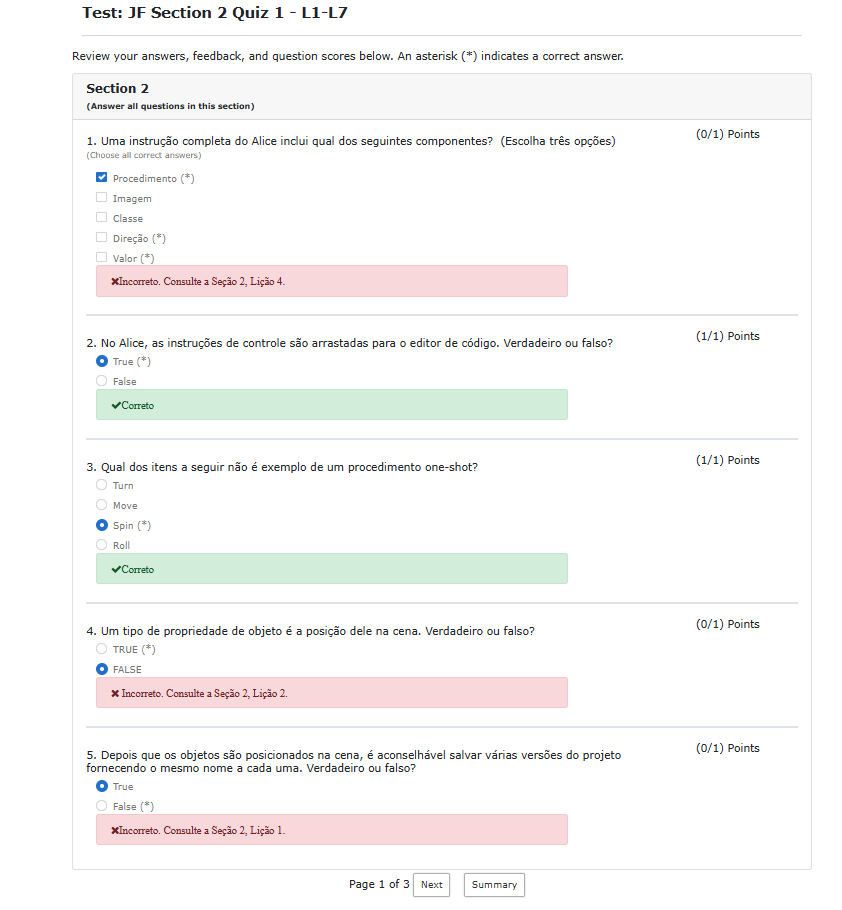 Test: JF Section 2 Quiz 1 - L1-L7
Review your answers, feedback, and question scores below. An asterisk (*) indicates a correct answer.
Section 2
(Answer all questions in this section)
1. Uma instrução completa do Alice inclui qual dos seguintes componentes?  (Escolha três opções)
(0/1) Points
(Choose all correct answers)
Procedimento (*)
Imagem
Classe
Direção (*)
Valor (*)
✖Incorreto. Consulte a Seção 2, Lição 4.
2. No Alice, as instruções de controle são arrastadas para o editor de código. Verdadeiro ou falso?
(1/1) Points
True (*)
False
✔Correto
3. Qual dos itens a seguir não é exemplo de um procedimento one-shot?
(1/1) Points
Turn
Move
Spin (*)
Roll
✔Correto
4. Um tipo de propriedade de objeto é a posição dele na cena. Verdadeiro ou falso?
(0/1) Points
TRUE (*)
FALSE
✖ Incorreto. Consulte a Seção 2, Lição 2.
5. Depois que os objetos são posicionados na cena, é aconselhável salvar várias versões do projeto
fornecendo o mesmo nome a cada uma. Verdadeiro ou falso?
(0/1) Points
True
False (*)
✖Incorreto. Consulte a Seção 2, Lição 1.
Page 1 of 3 Next Summary